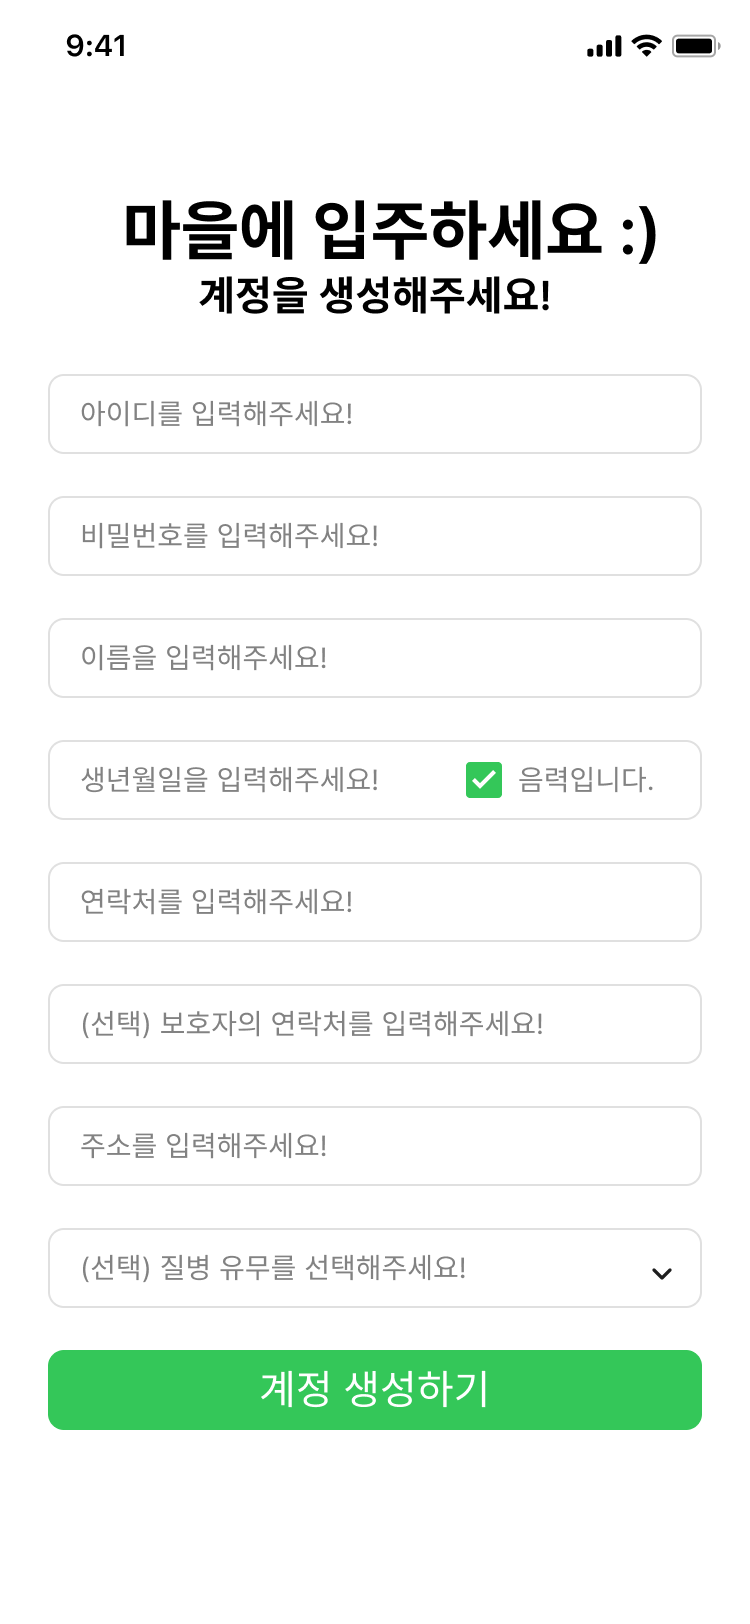 9:41
마을에 입주하세요 :)
계정을 생성해주세요!
아이디를 입력해주세요!
비밀번호를 입력해주세요!
이름을 입력해주세요!
생년월일을 입력해주세요! 음력입니다.
연락처를 입력해주세요!
(선택) 보호자의 연락처를 입력해주세요!
주소를 입력해주세요!
(선택) 질병 유무를 선택해주세요!
계정 생성하기